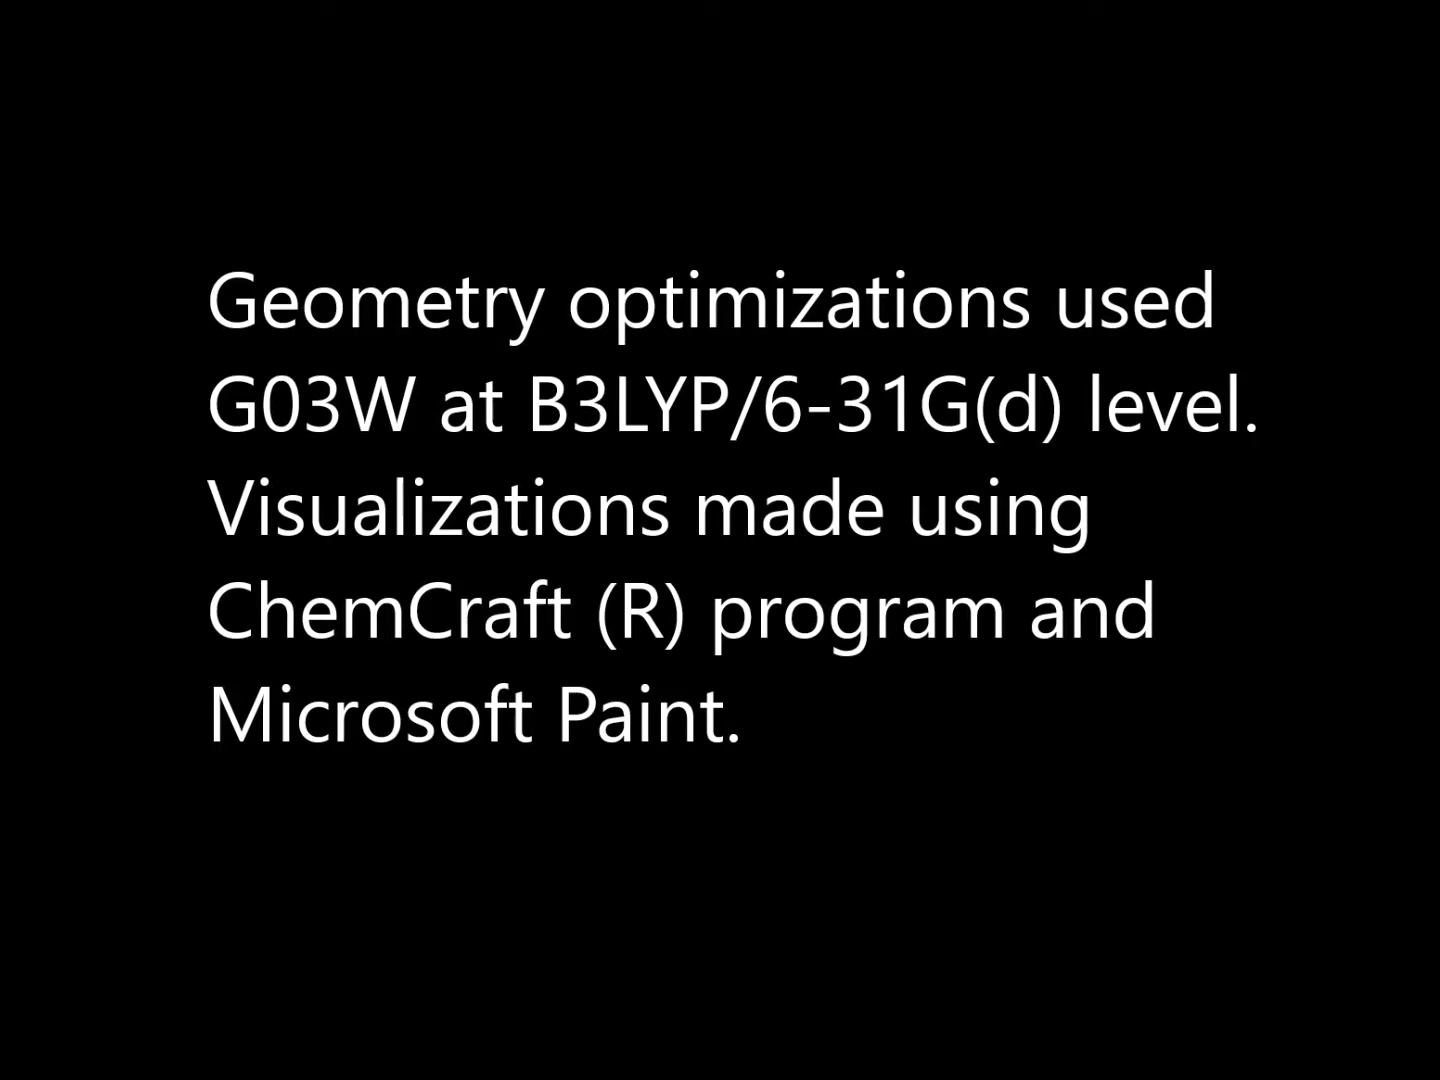 Geometry optimizations used
G03W at B3LYP/6-31G(d) level.
Visualizations made using
ChemCraft (R) program and
Microsoft Paint.